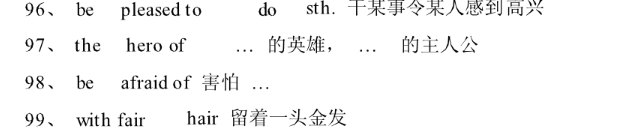 96、 be pleased to do sth. 干某事令某人感到高兴
97、 the hero of … 的英雄， … 的主人公
98、 be afraid of 害怕 …
99、 with fair hair 留着一头金发